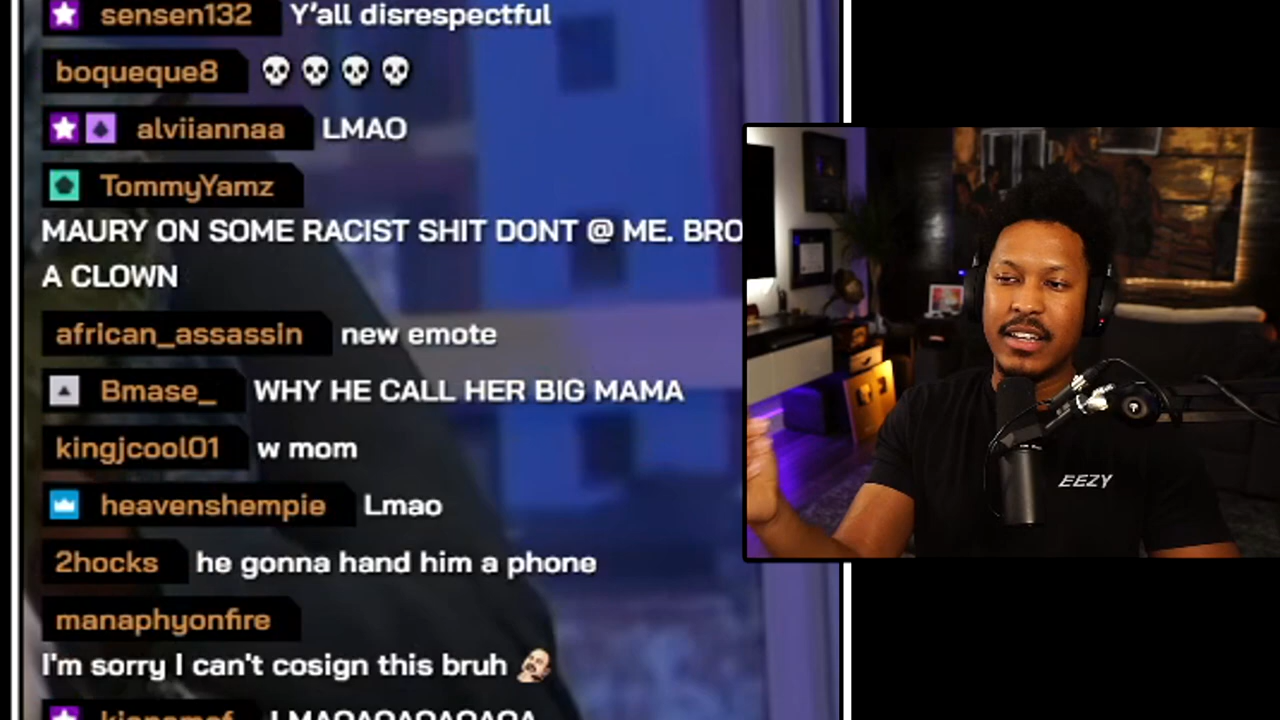 sensen132 Y'all disrespectful
boqueque8 💀💀💀💀
alviiannaa LMAO
TommyYamz
MAURY ON SOME RACIST SHIT DONT @ ME. BRO
A CLOWN
african_assassin new emote
Bmase_ WHY HE CALL HER BIG MAMA
kingjcool01 w mom
heavenshempie Lmao
2hocks he gonna hand him a phone
manaphyonfire
I'm sorry I can't cosign this bruh
EEZY